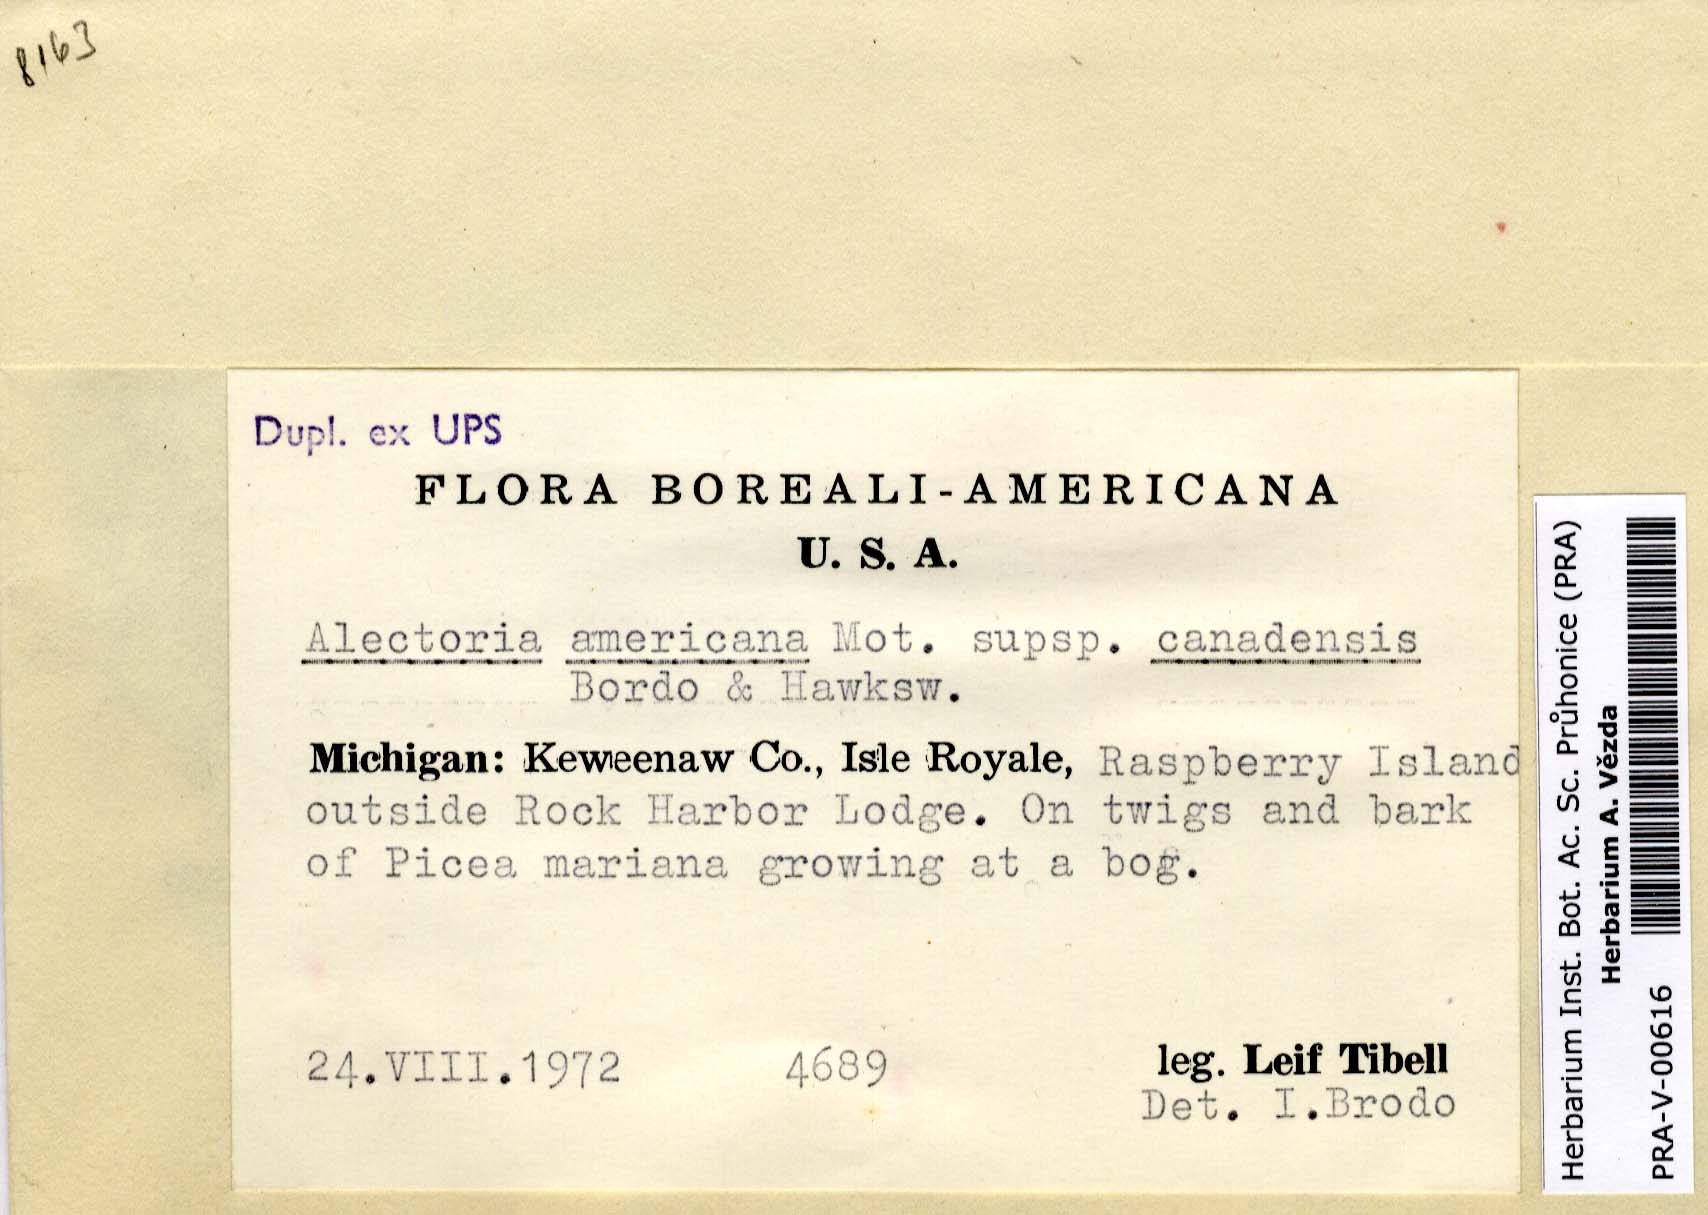 8163
Dupl. ex UPS
FLORA BOREALI-AMERICANA
U. S. A.
Alectoria americana Mot. supsp. canadensis
Bordo & Hawksw.
Michigan: Keweenaw Co., Isle Royale, Raspberry Island
outside Rock Harbor Lodge. On twigs and bark
of Picea mariana growing at a bog.
24.VIII.1972 4689 leg. Leif Tibell
Det. I.Brodo
Herbarium Inst. Bot. Ac. Sc. Průhonice (PRA)
Herbarium A. Vězda
PRA-V-00616